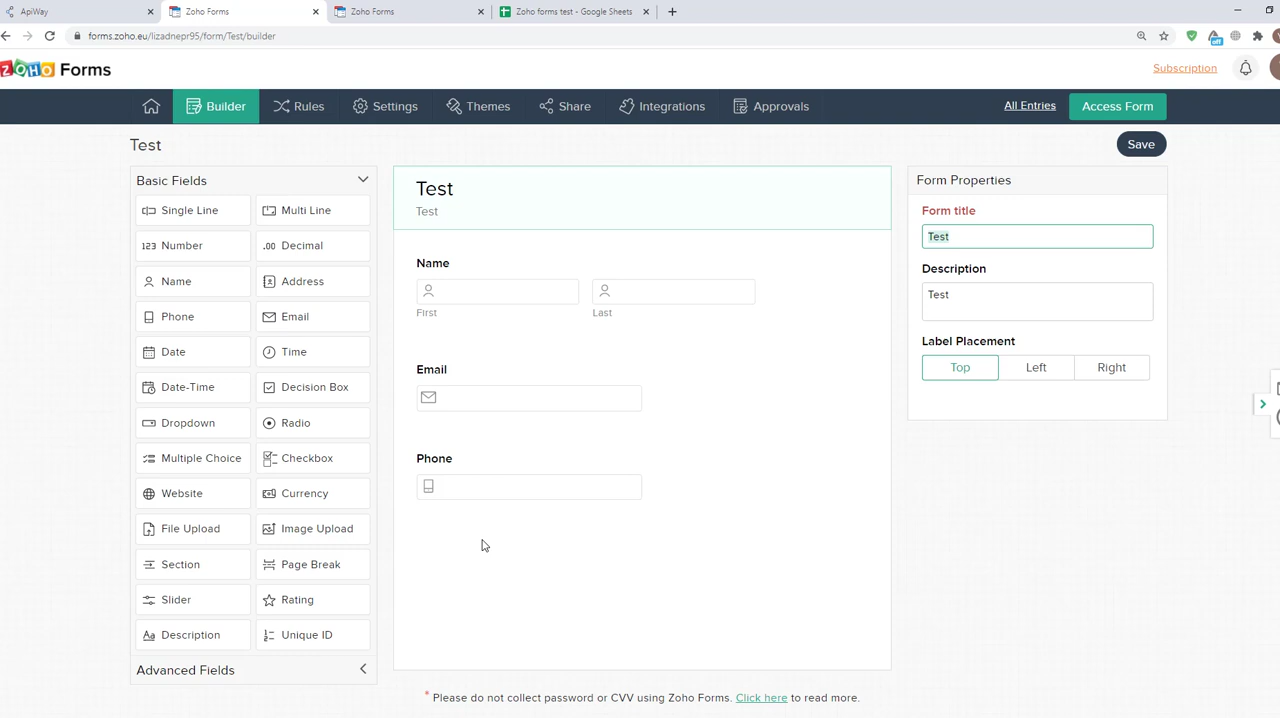 ApiWay
Zoho Forms
Zoho Forms
Zoho forms test - Google Sheets
forms.zoho.eu/lizadnepr95/form/Test/builder
off
ZOHO Forms
Subscription
Builder
Rules
Settings
Themes
Share
Integrations
Approvals
All Entries
Access Form
Test
Save
Basic Fields
Single Line
Multi Line
123 Number
.00 Decimal
Name
Address
Phone
Email
Date
Time
Date-Time
Decision Box
Dropdown
Radio
Multiple Choice
Checkbox
Website
Currency
File Upload
Image Upload
Section
Page Break
Slider
Rating
Aa Description
Unique ID
Advanced Fields
Test
Test
Name
First
Last
Email
Phone
Form Properties
Form title
Test
Description
Test
Label Placement
Top
Left
Right
* Please do not collect password or CVV using Zoho Forms. Click here to read more.